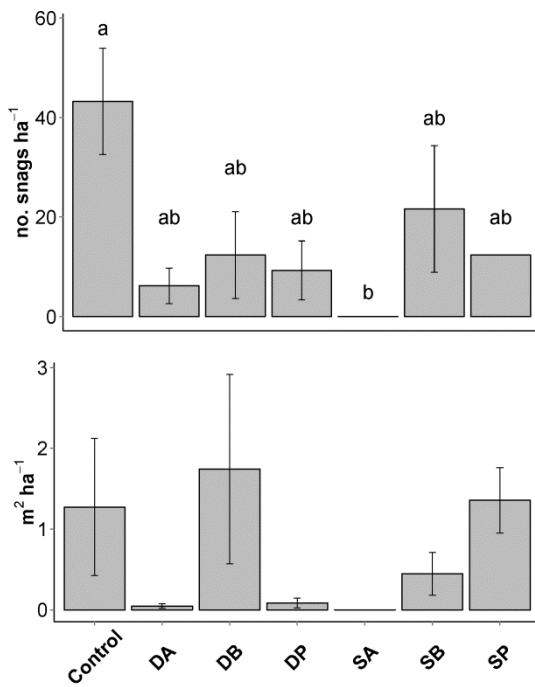 60
40
20
0
no. snags ha⁻¹
a
ab
ab
ab
b
ab
ab
3
2
1
0
m² ha⁻¹
Control
DA
DB
DP
SA
SB
SP